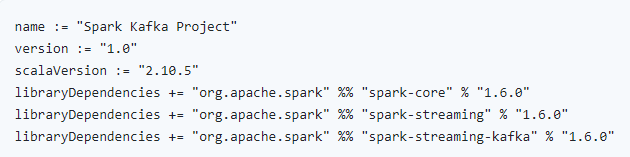 name := "Spark Kafka Project"
version := "1.0"
scalaVersion := "2.10.5"
libraryDependencies += "org.apache.spark" %% "spark-core" % "1.6.0"
libraryDependencies += "org.apache.spark" %% "spark-streaming" % "1.6.0"
libraryDependencies += "org.apache.spark" %% "spark-streaming-kafka" % "1.6.0"